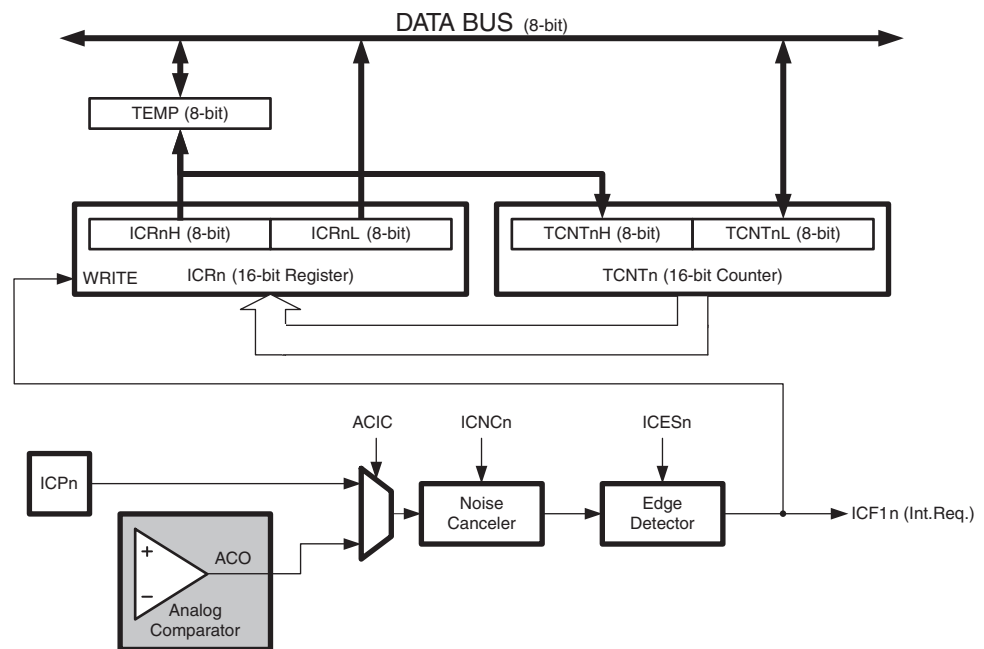 DATA BUS (8-bit)
TEMP (8-bit)
ICRnH (8-bit)
ICRnL (8-bit)
TCNTnH (8-bit)
TCNTnL (8-bit)
WRITE
ICRn (16-bit Register)
TCNTn (16-bit Counter)
ACIC
ICNCn
ICESn
ICPn
Noise
Canceler
Edge
Detector
ICF1n (Int.Req.)
+
ACO
−
Analog
Comparator